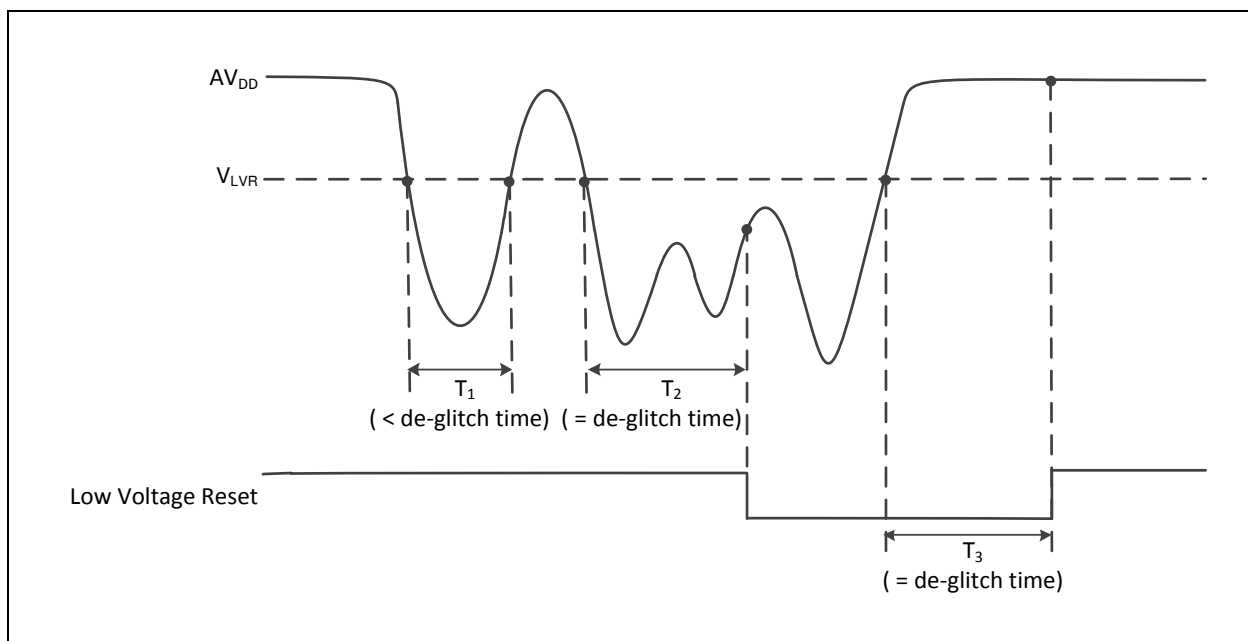 AVDD
VLVR
T1
( < de-glitch time)
T2
( = de-glitch time)
Low Voltage Reset
T3
( = de-glitch time)